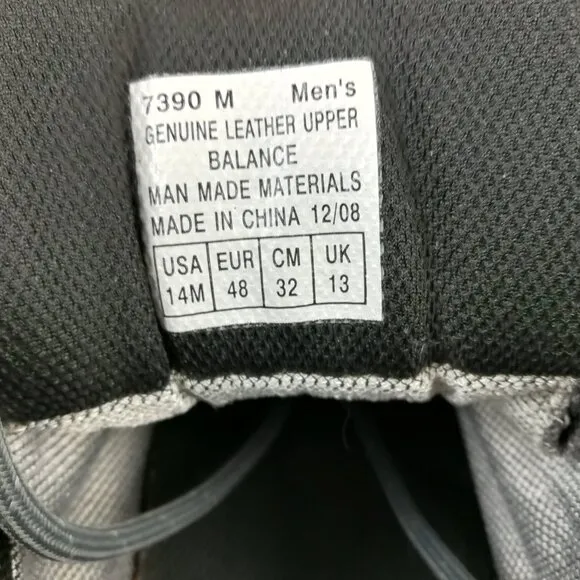 7390 M Men's
GENUINE LEATHER UPPER
BALANCE
MAN MADE MATERIALS
MADE IN CHINA 12/08
USA EUR CM UK
14M 48 32 13